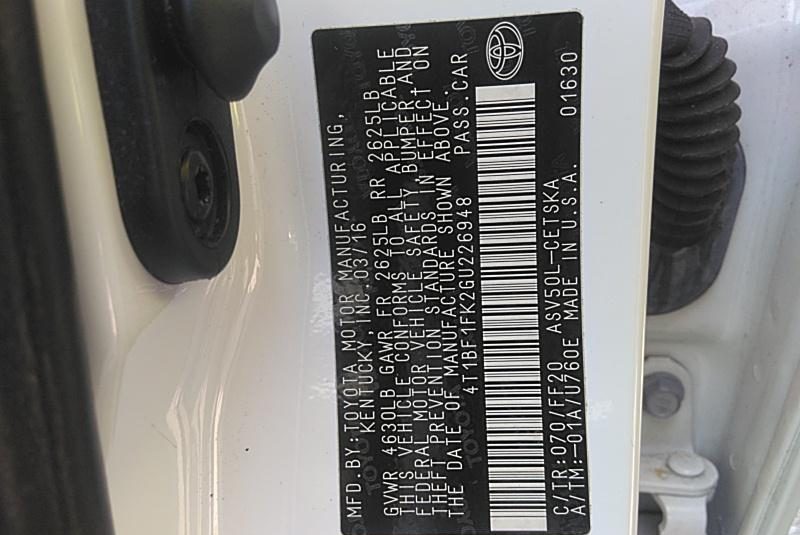 MFD. BY: TOYOTA MOTOR MANUFACTURING,
KENTUCKY, INC. 03/16
GVWR 4630LB GAWR FR 2625LB RR 2625LB
THIS VEHICLE CONFORMS TO ALL APPLICABLE
FEDERAL MOTOR VEHICLE SAFETY, BUMPER, AND
THEFT PREVENTION STANDARDS IN EFFECT ON
THE DATE OF MANUFACTURE SHOWN ABOVE.
4T1BF1FK2GU226948 PASS. CAR
C/TR: 070/FF20 ASV50L-CETSKA 01630
A/TM: -01A/U760E MADE IN U.S.A.